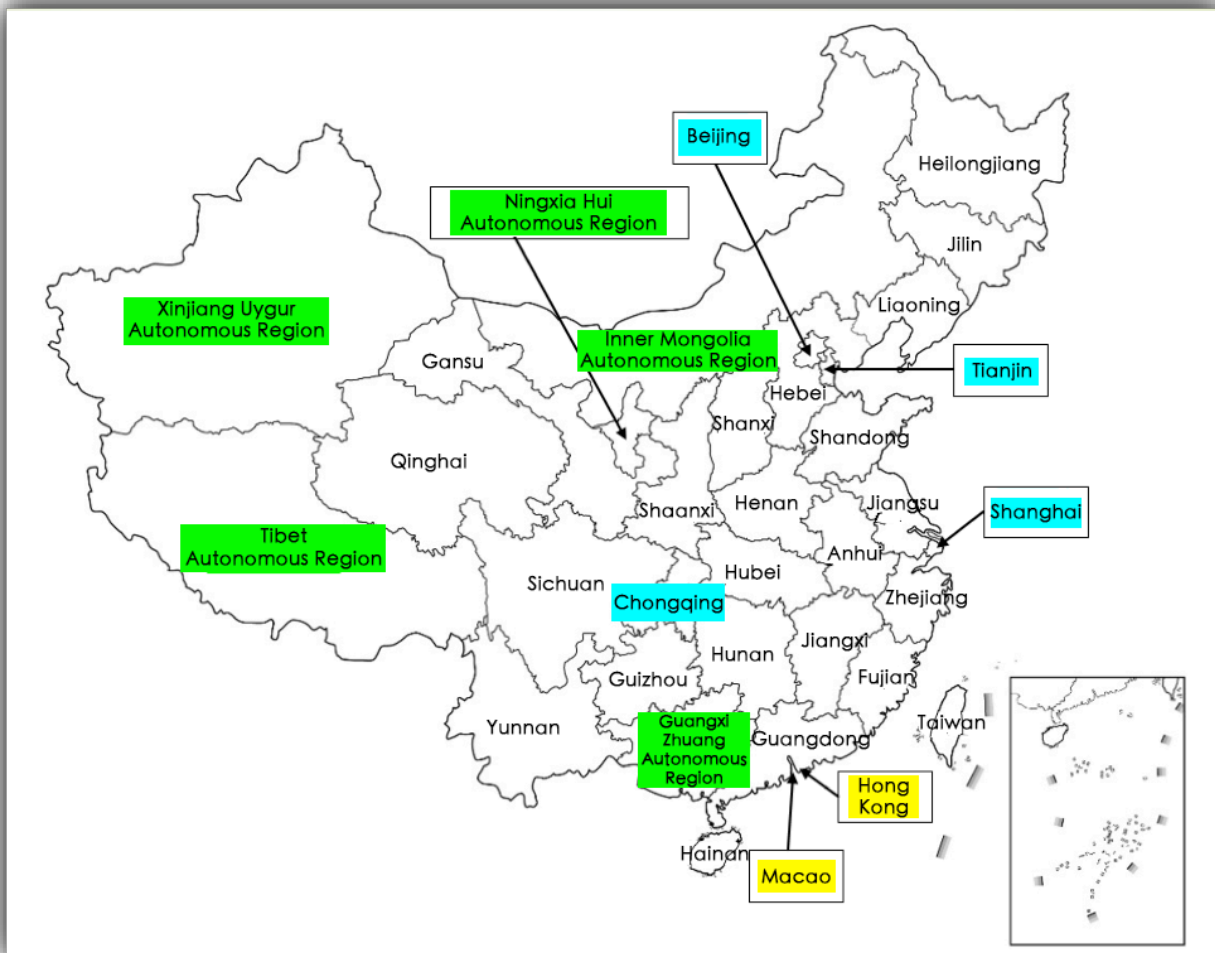 Beijing
Heilongjiang
Ningxia Hui
Autonomous Region
Jilin
Xinjiang Uygur
Autonomous Region
Liaoning
Inner Mongolia
Autonomous Region
Gansu
Tianjin
Hebei
Shanxi
Shandong
Qinghai
Shaanxi
Henan
Jiangsu
Shanghai
Tibet
Autonomous Region
Anhui
Sichuan
Hubei
Chongqing
Zhejiang
Hunan
Jiangxi
Guizhou
Fujian
Yunnan
Guangxi
Zhuang
Autonomous
Region
Guangdong
Taiwan
Hong
Kong
Hainan
Macao